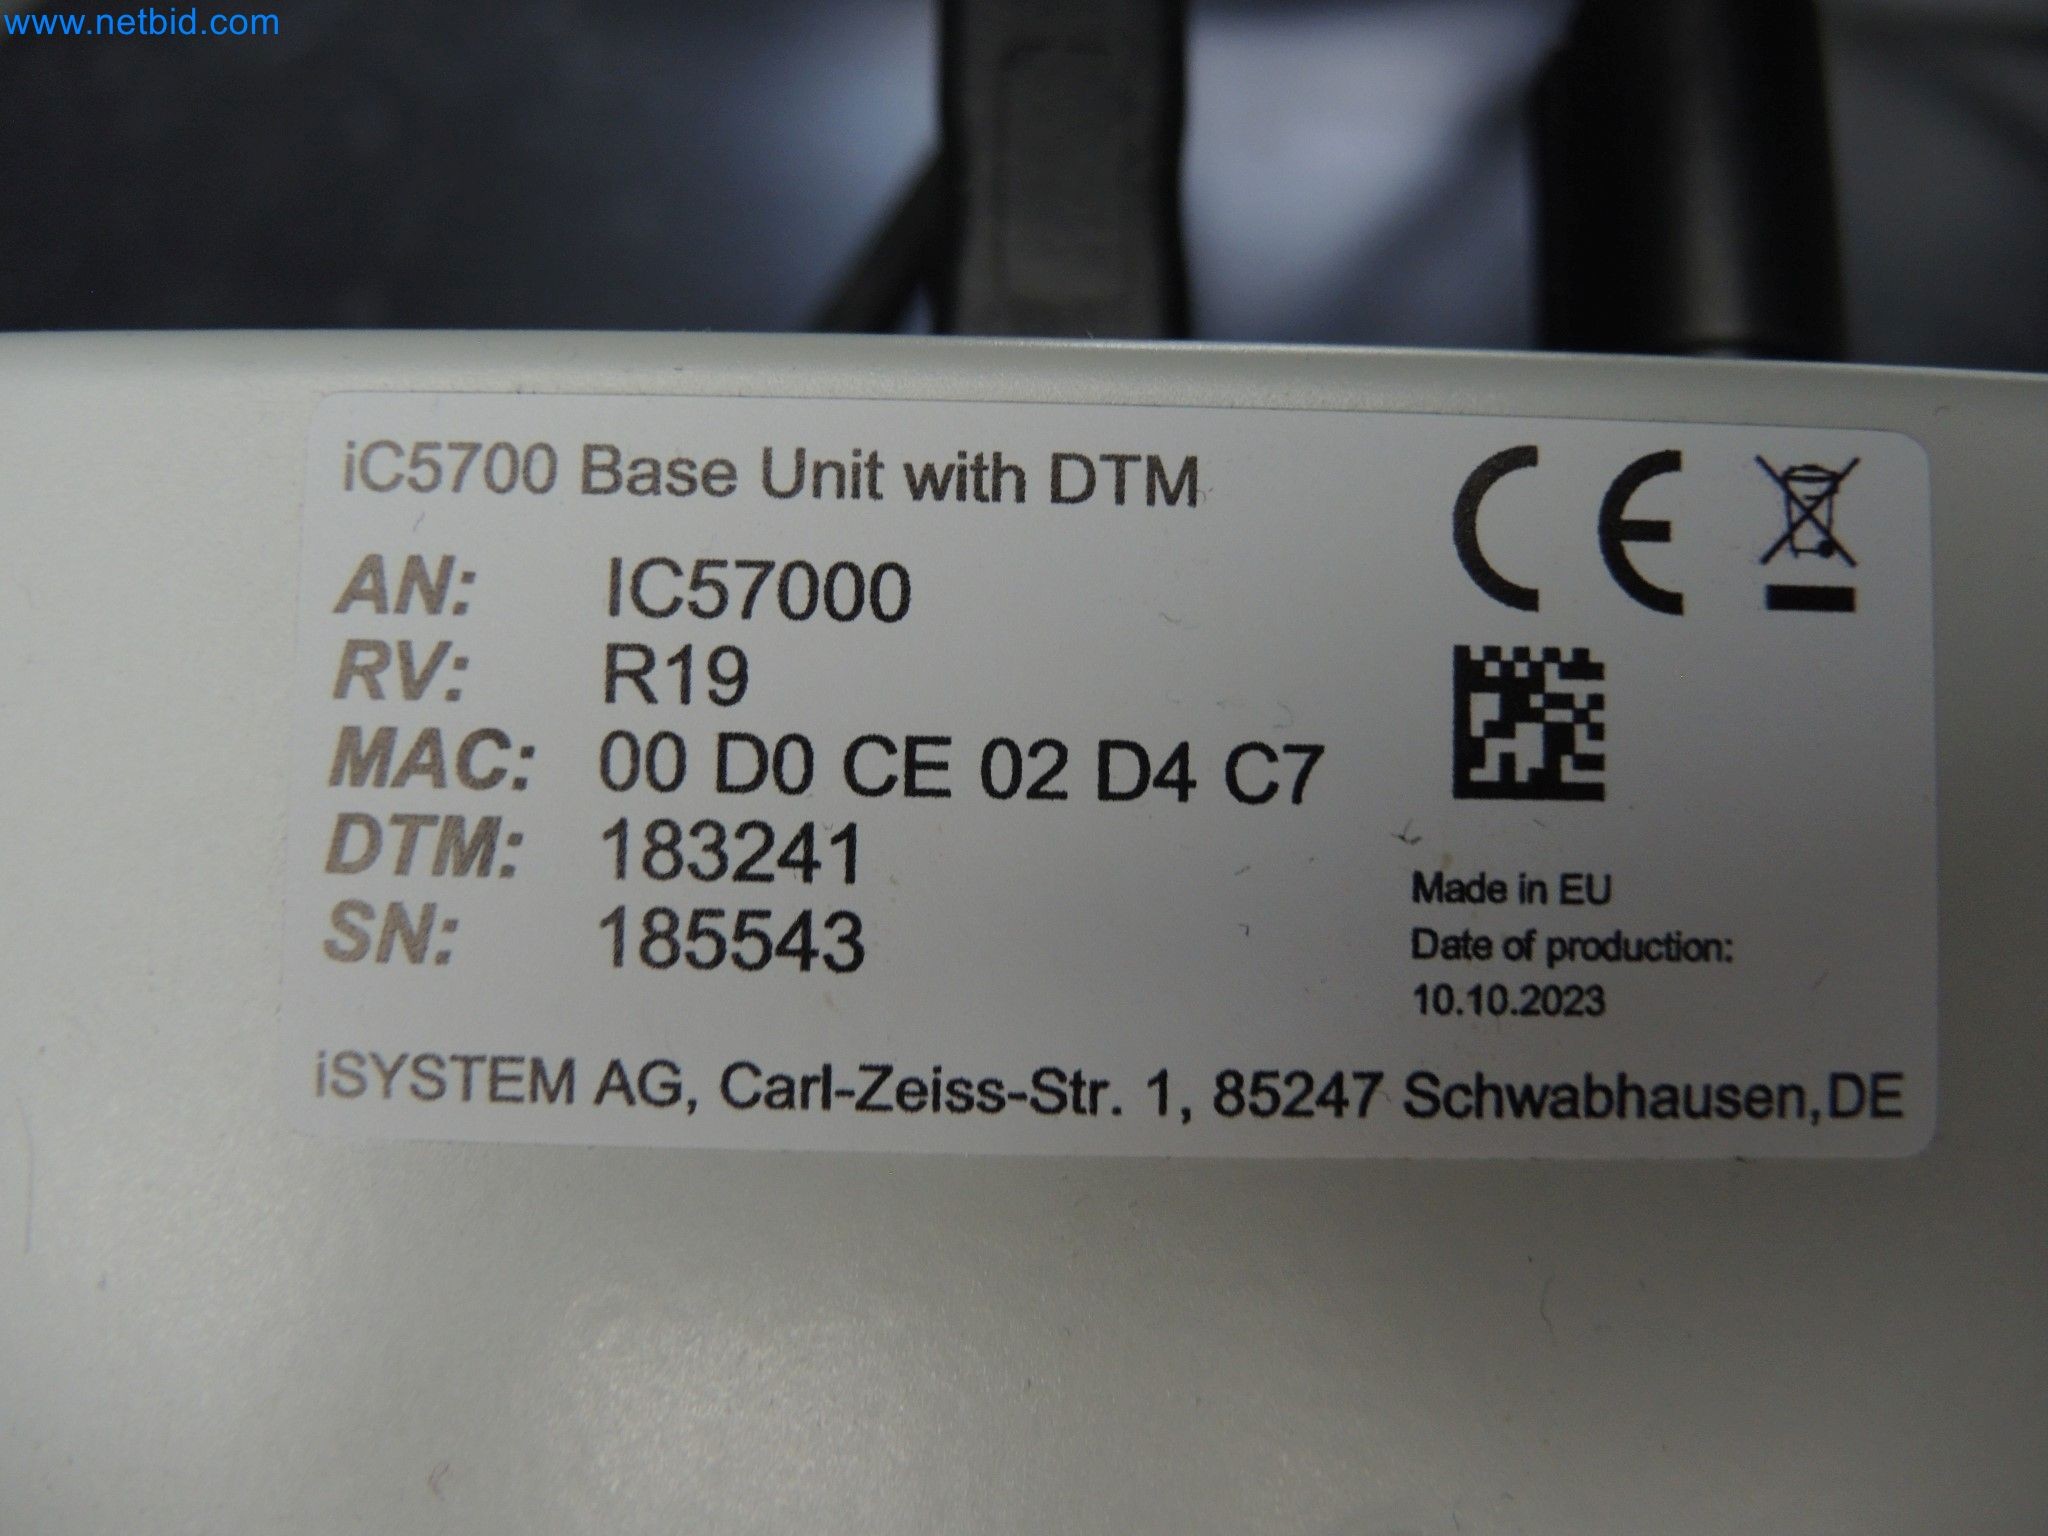 www.netbid.com
iC5700 Base Unit with DTM
AN: IC57000
RV: R19
MAC: 00 D0 CE 02 D4 C7
DTM: 183241
SN: 185543
CE
Made in EU
Date of production:
10.10.2023
iSYSTEM AG, Carl-Zeiss-Str. 1, 85247 Schwabhausen,DE